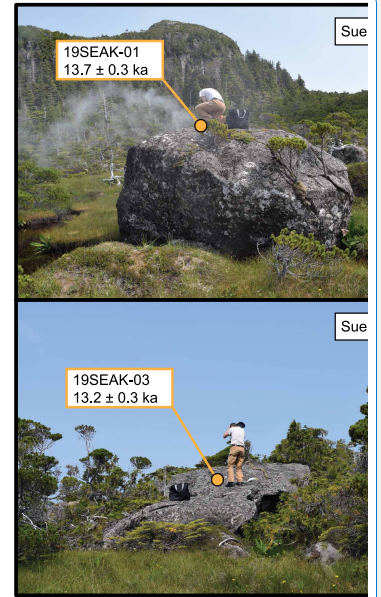 Sue
19SEAK-01
13.7 ± 0.3 ka
Sue
19SEAK-03
13.2 ± 0.3 ka